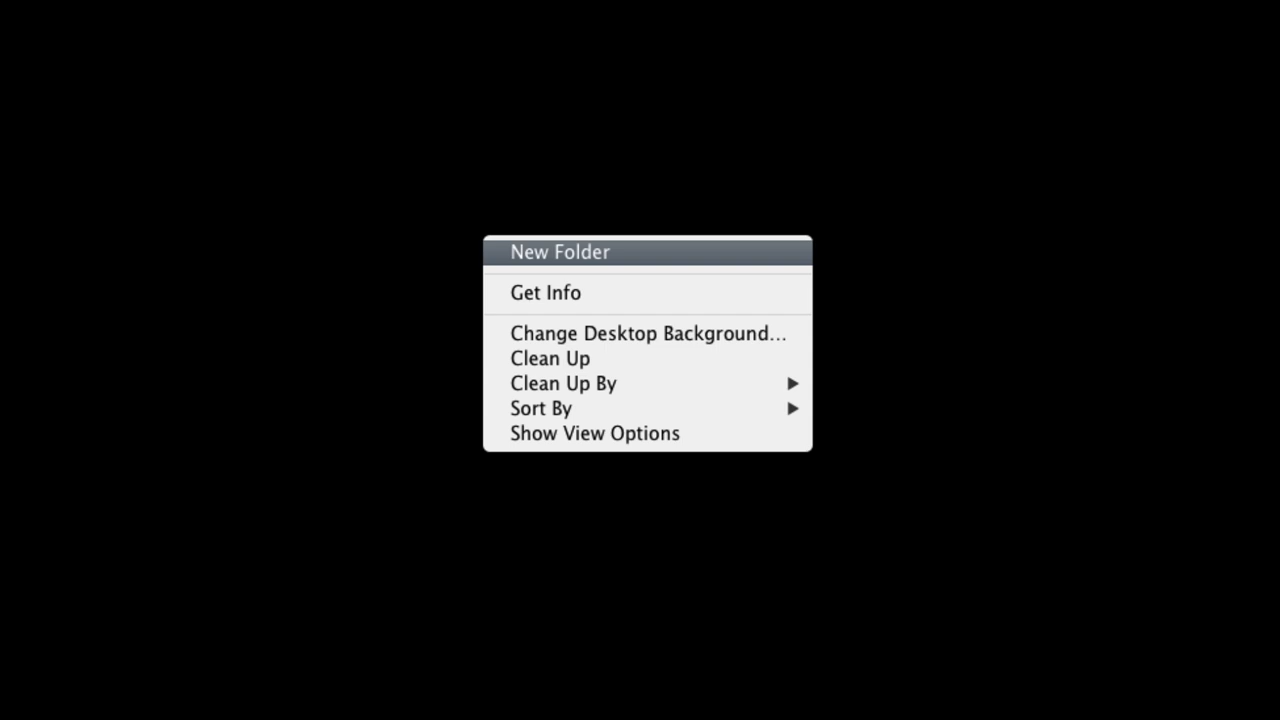 New Folder
Get Info
Change Desktop Background...
Clean Up
Clean Up By
Sort By
Show View Options